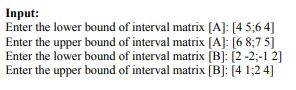 Input:
Enter the lower bound of interval matrix [A]: [4 5;6 4]
Enter the upper bound of interval matrix [A]: [6 8;7 5]
Enter the lower bound of interval matrix [B]: [2 -2;-1 2]
Enter the upper bound of interval matrix [B]: [4 1;2 4]